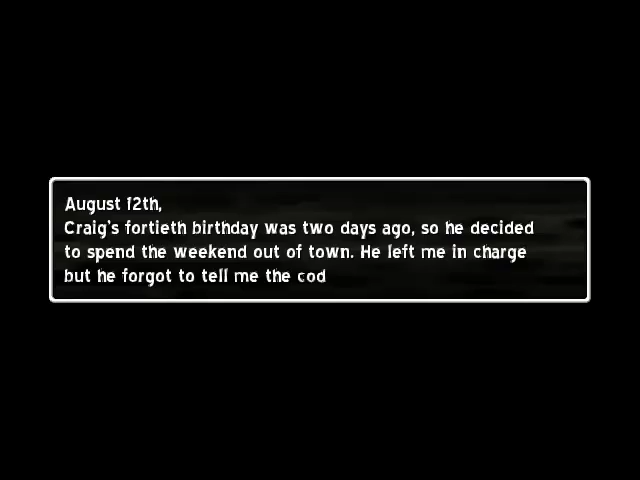 August 12th,
Craig's fortieth birthday was two days ago, so he decided
to spend the weekend out of town. He left me in charge
but he forgot to tell me the cod